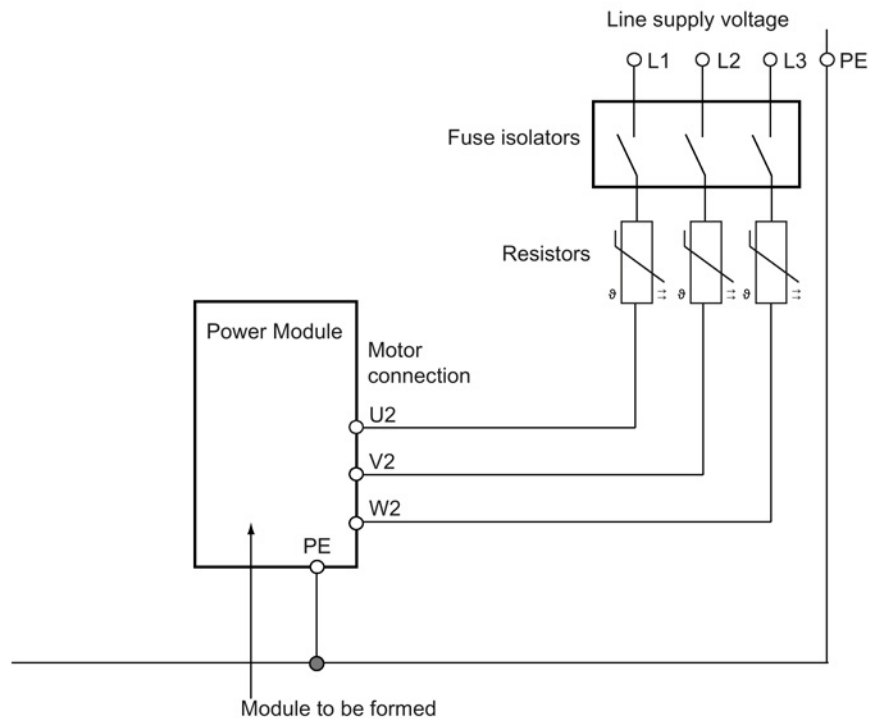 Line supply voltage
L1 L2 L3 PE
Fuse isolators
Resistors
ϑ ϑ ϑ
Power Module
Motor
connection
U2
V2
W2
PE
Module to be formed